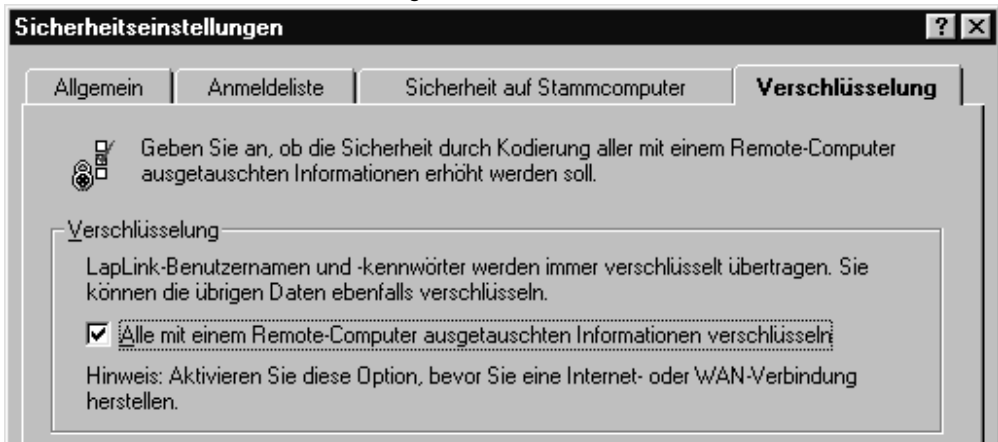 Sicherheitseinstellungen
Allgemein Anmeldeliste Sicherheit auf Stammcomputer Verschlüsselung
Geben Sie an, ob die Sicherheit durch Kodierung aller mit einem Remote-Computer
ausgetauschten Informationen erhöht werden soll.
Verschlüsselung
LapLink-Benutzernamen und -kennwörter werden immer verschlüsselt übertragen. Sie
können die übrigen Daten ebenfalls verschlüsseln.
Alle mit einem Remote-Computer ausgetauschten Informationen verschlüsseln
Hinweis: Aktivieren Sie diese Option, bevor Sie eine Internet- oder WAN-Verbindung
herstellen.